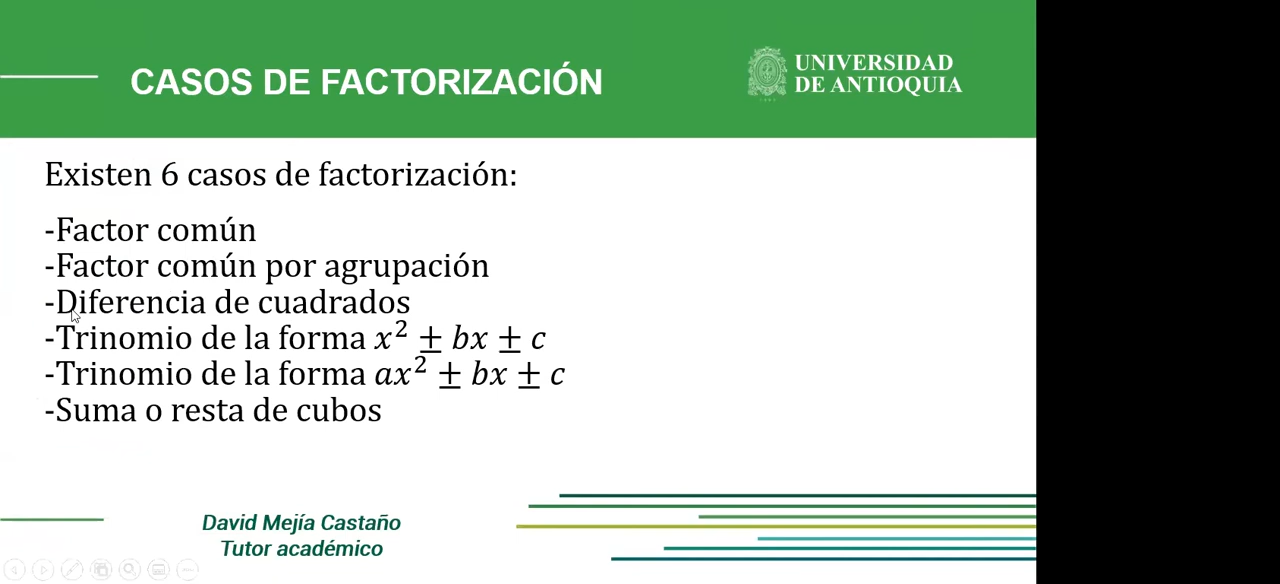 CASOS DE FACTORIZACIÓN
UNIVERSIDAD
DE ANTIOQUIA
Existen 6 casos de factorización:
-Factor común
-Factor común por agrupación
-Diferencia de cuadrados
-Trinomio de la forma x² ± bx ± c
-Trinomio de la forma ax² ± bx ± c
-Suma o resta de cubos
David Mejía Castaño
Tutor académico